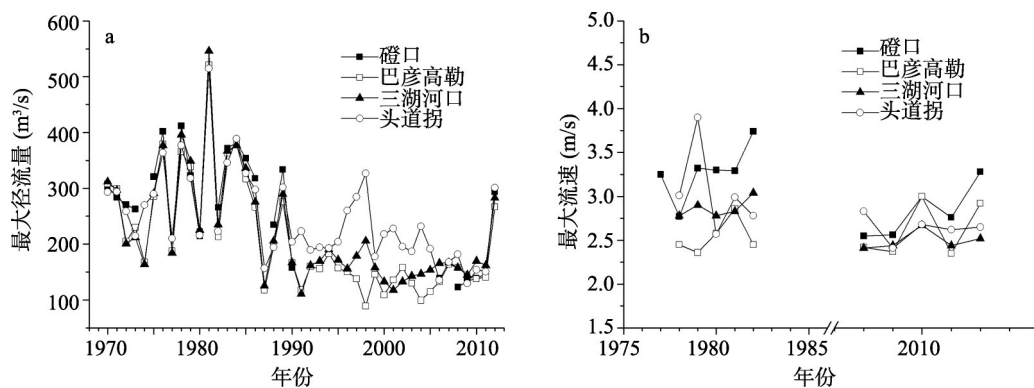 a
磴口
巴彦高勒
三湖河口
头道拐
最大径流量 (m³/s)
600
500
400
300
200
100
1970
1980
1990
2000
2010
年份
b
磴口
巴彦高勒
三湖河口
头道拐
最大流速 (m/s)
5.0
4.5
4.0
3.5
3.0
2.5
2.0
1.5
1975
1980
1985
2010
年份